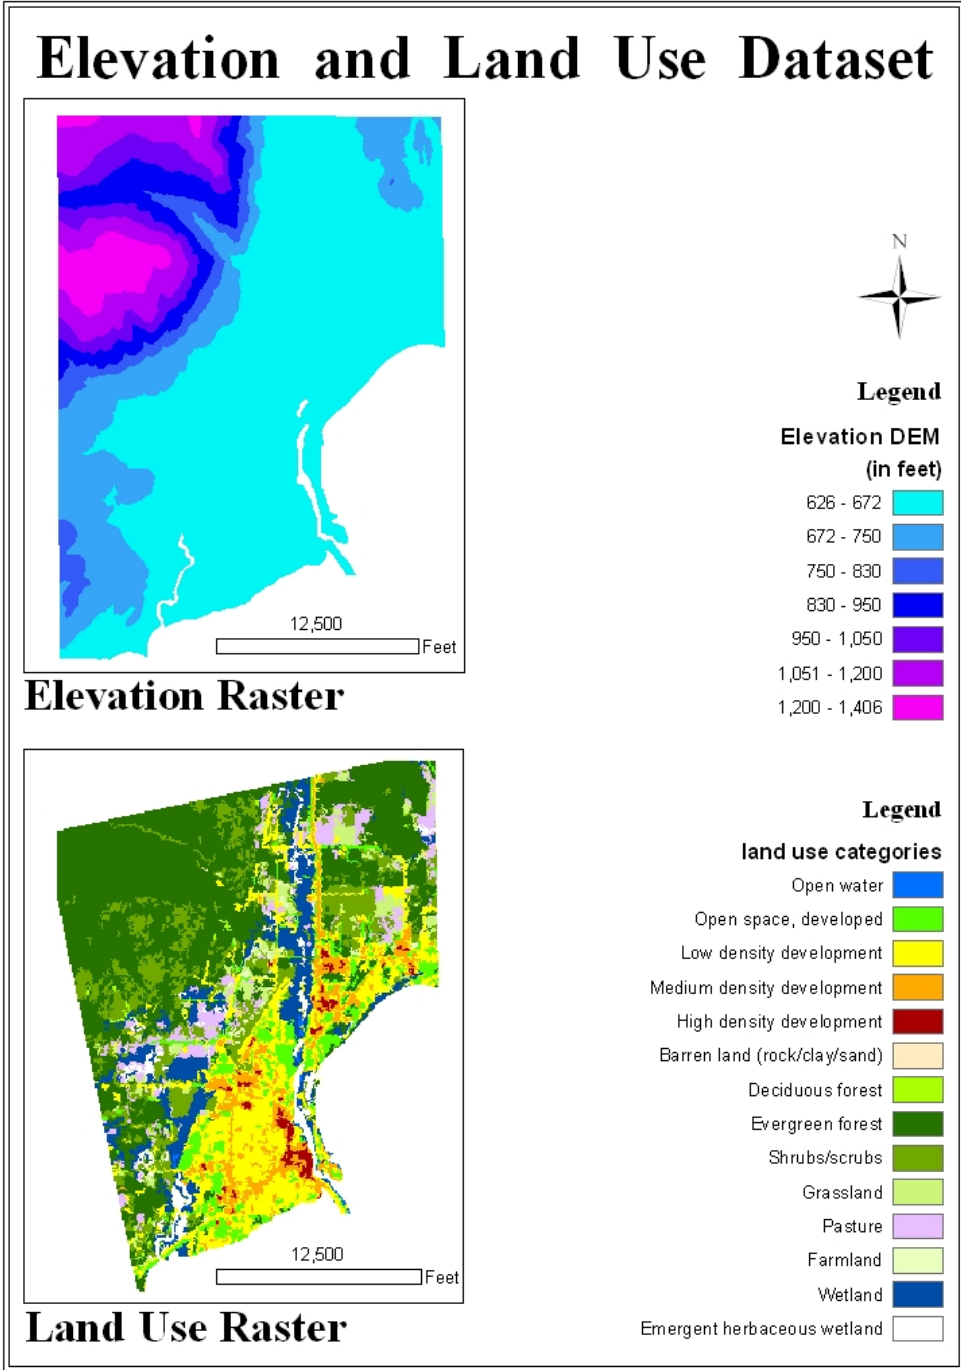 Elevation and Land Use Dataset
N
Legend
Elevation DEM
(in feet)
626 - 672
672 - 750
750 - 830
830 - 950
950 - 1,050
1,051 - 1,200
1,200 - 1,406
12,500
Feet
Elevation Raster
Legend
land use categories
Open water
Open space, developed
Low density development
Medium density development
High density development
Barren land (rock/clay/sand)
Deciduous forest
Evergreen forest
Shrubs/scrubs
Grassland
Pasture
Farmland
Wetland
Emergent herbaceous wetland
12,500
Feet
Land Use Raster